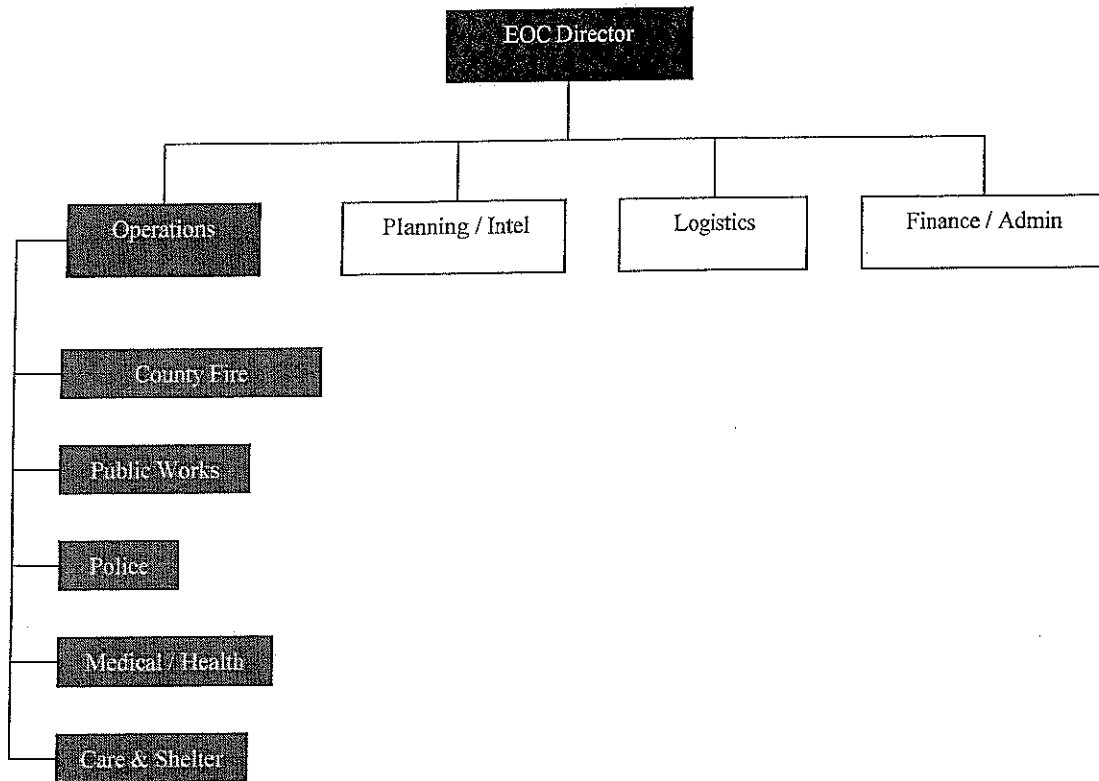 EOC Director
Operations
Planning / Intel
Logistics
Finance / Admin
County Fire
Public Works
Police
Medical / Health
Care & Shelter